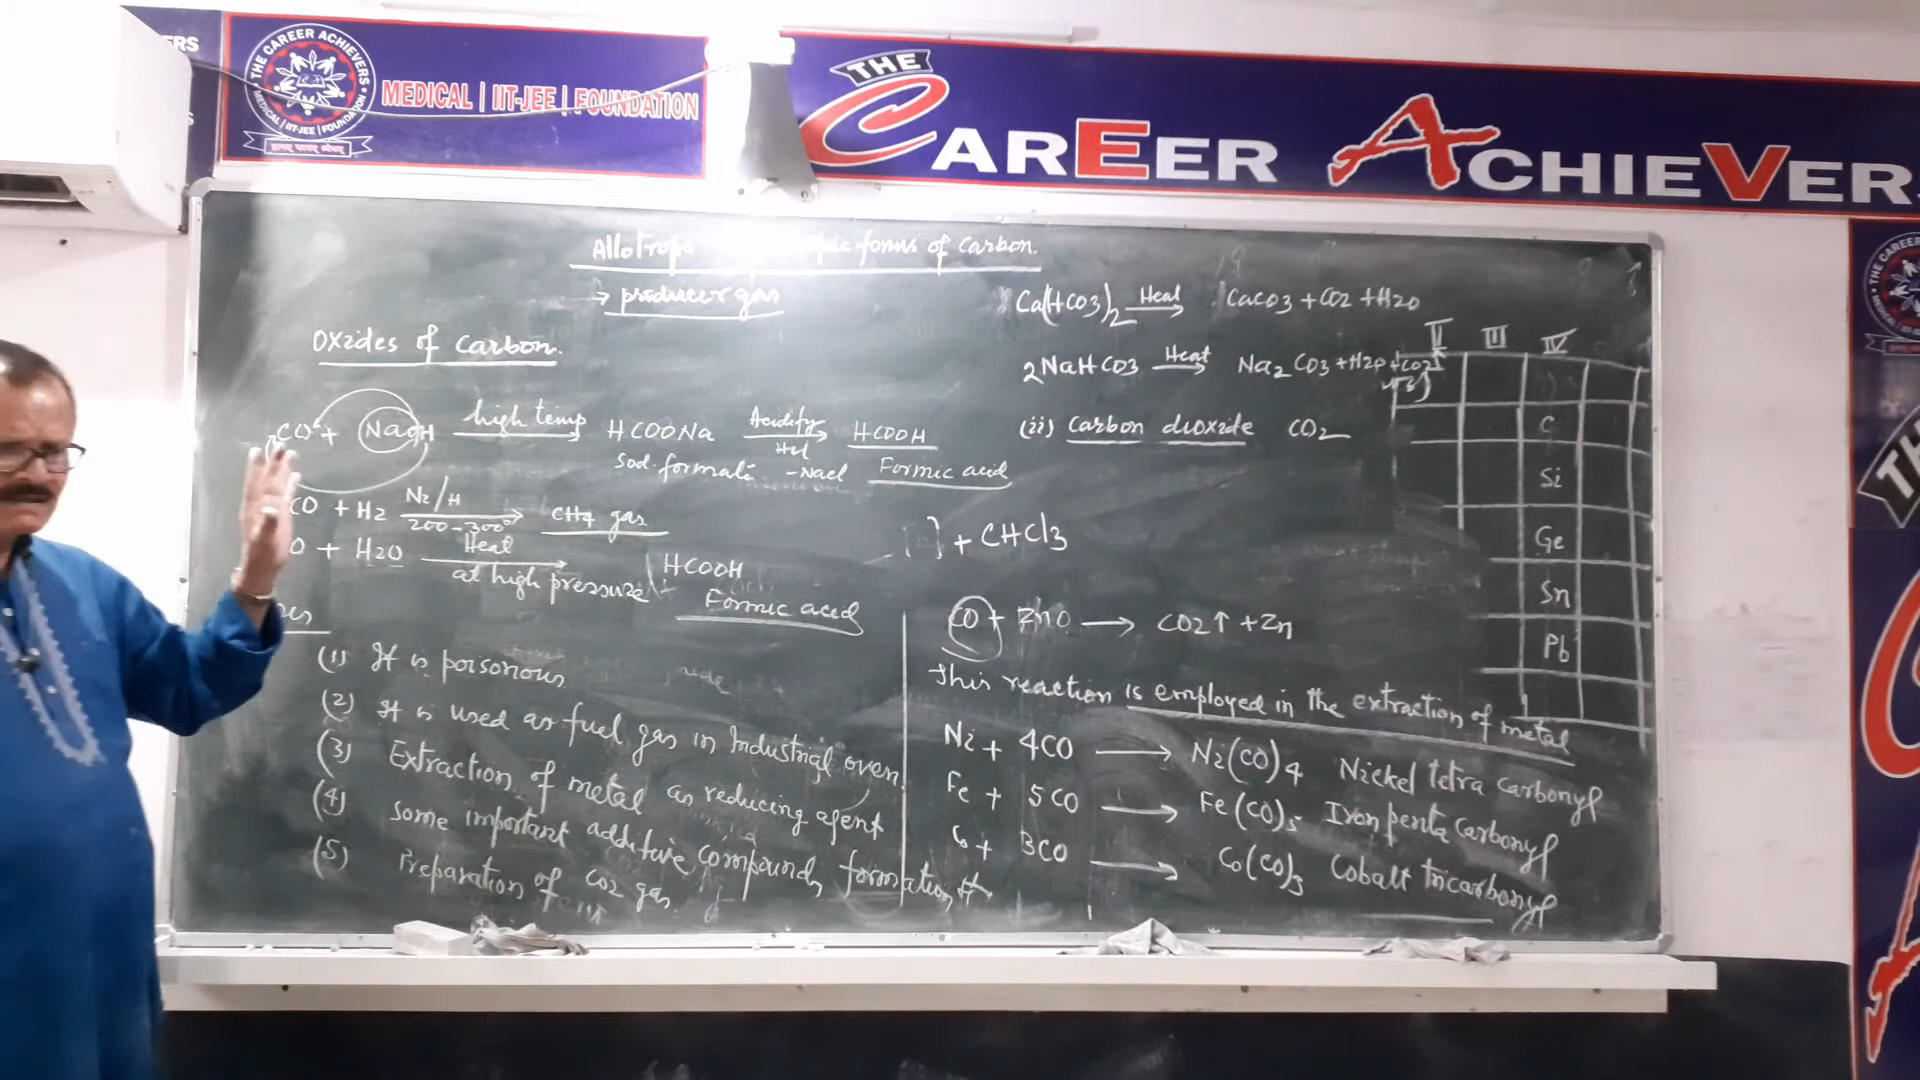 THE CAREER ACHIEVERS
MEDICAL | IIT-JEE | FOUNDATION
MEDICAL | IIT-JEE | FOUNDATION
THE
CAREER ACHIEVERS
forms of Carbon.
→ producer gas
Oxides of Carbon.
CO + NaOH high temp → HCOONa Acidify → HCl HCOOH
Sod. formate -NaCl Formic acid
CO + H2 Ni/H → 200-300° CH4 gas
O + H2O Heat → at high pressure HCOOH
Formic acid
(1) It is poisonous
(2) It is used as fuel gas in Industrial oven.
(3) Extraction of metal as reducing agent
(4) Some important additive compounds formation
(5) Preparation of CO2 gas.
Ca(HCO3)2 Heat → CaCO3 + CO2 + H2O
2NaHCO3 Heat → Na2CO3 + H2O + CO2
(ii) Carbon dioxide CO2
+ CHCl3
CO + ZnO → CO2↑ + Zn
This reaction is employed in the extraction of metal
Ni + 4CO → Ni(CO)4 Nickel tetra carbonyl
Fe + 5CO → Fe(CO)5 Iron penta carbonyl
Co + 3CO → Co(CO)3 Cobalt tricarbonyl
II III IV
C
Si
Ge
Sn
Pb